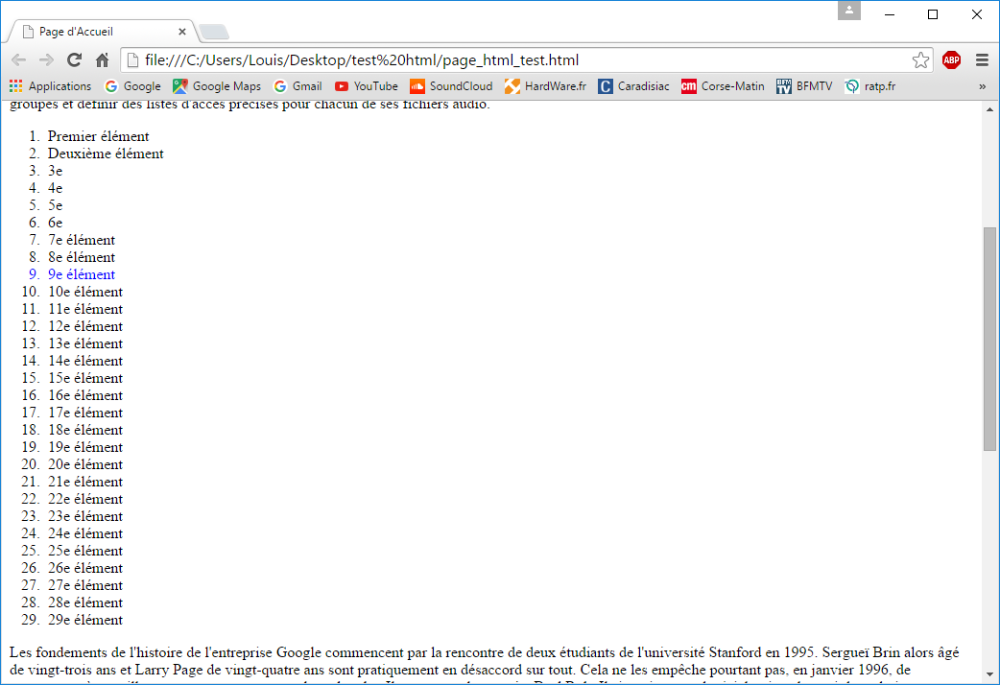 Page d'Accueil
file:///C:/Users/Louis/Desktop/test%20html/page_html_test.html
ABP
Applications Google Google Maps Gmail YouTube SoundCloud HardWare.fr Caradisiac Corse-Matin BFMTV ratp.fr »
groupes et définir des listes d'accès précises pour chacun de ses fichiers audio.
1. Premier élément
2. Deuxième élément
3. 3e
4. 4e
5. 5e
6. 6e
7. 7e élément
8. 8e élément
9. 9e élément
10. 10e élément
11. 11e élément
12. 12e élément
13. 13e élément
14. 14e élément
15. 15e élément
16. 16e élément
17. 17e élément
18. 18e élément
19. 19e élément
20. 20e élément
21. 21e élément
22. 22e élément
23. 23e élément
24. 24e élément
25. 25e élément
26. 26e élément
27. 27e élément
28. 28e élément
29. 29e élément
Les fondements de l'histoire de l'entreprise Google commencent par la rencontre de deux étudiants de l'université Stanford en 1995. Sergueï Brin alors âgé
de vingt-trois ans et Larry Page de vingt-quatre ans sont pratiquement en désaccord sur tout. Cela ne les empêche pourtant pas, en janvier 1996, de